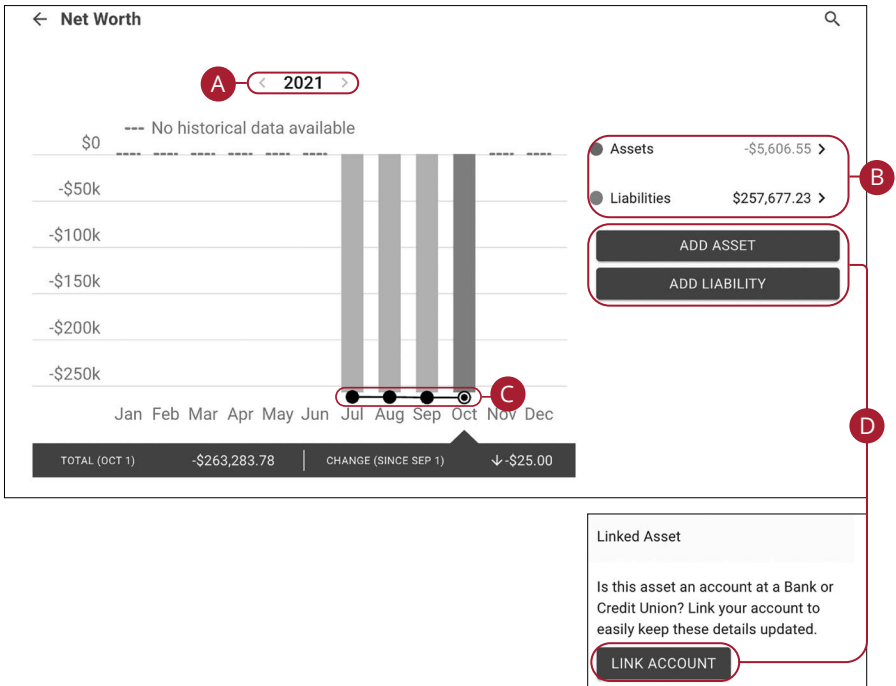 Net Worth
A
2021
--- No historical data available
$0
-$50k
-$100k
-$150k
-$200k
-$250k
Jan Feb Mar Apr May Jun Jul Aug Sep Oct Nov Dec
C
TOTAL (OCT 1) -$263,283.78 CHANGE (SINCE SEP 1) ↓-$25.00
Assets -$5,606.55
Liabilities $257,677.23
B
ADD ASSET
ADD LIABILITY
D
Linked Asset
Is this asset an account at a Bank or
Credit Union? Link your account to
easily keep these details updated.
LINK ACCOUNT